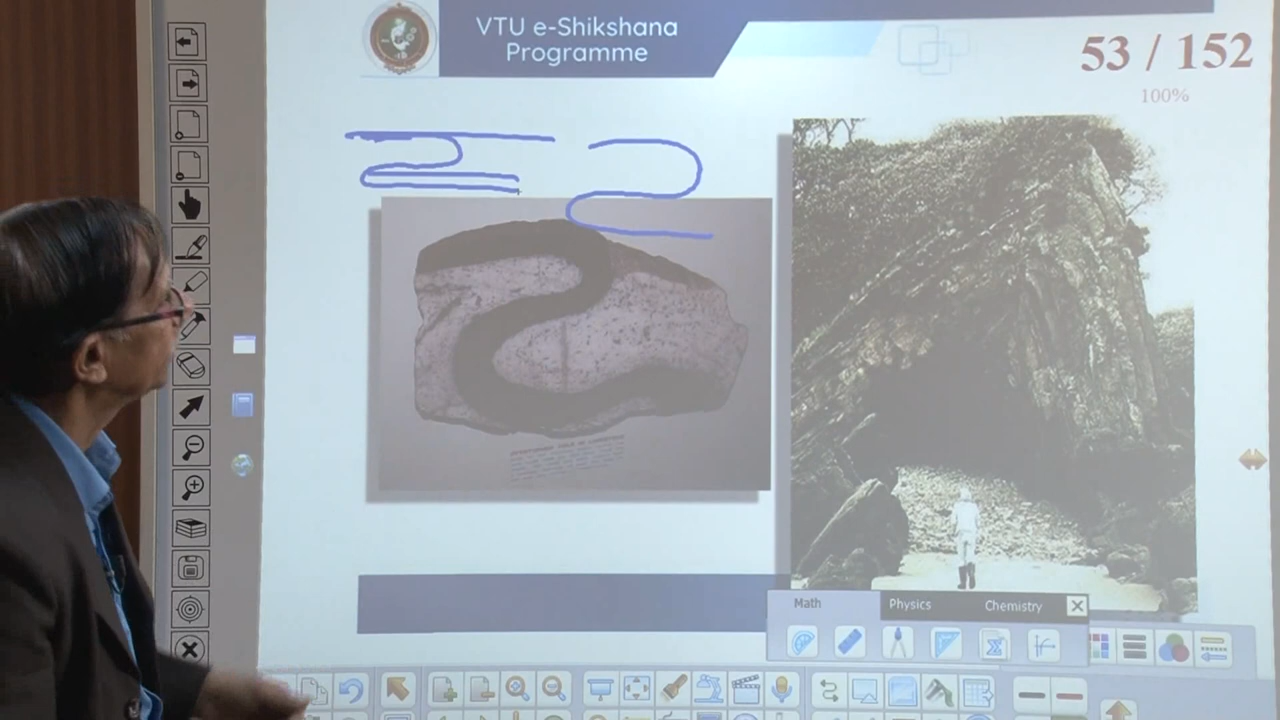 VTU e-Shikshana
Programme
53 / 152
100%
Math
Physics
Chemistry